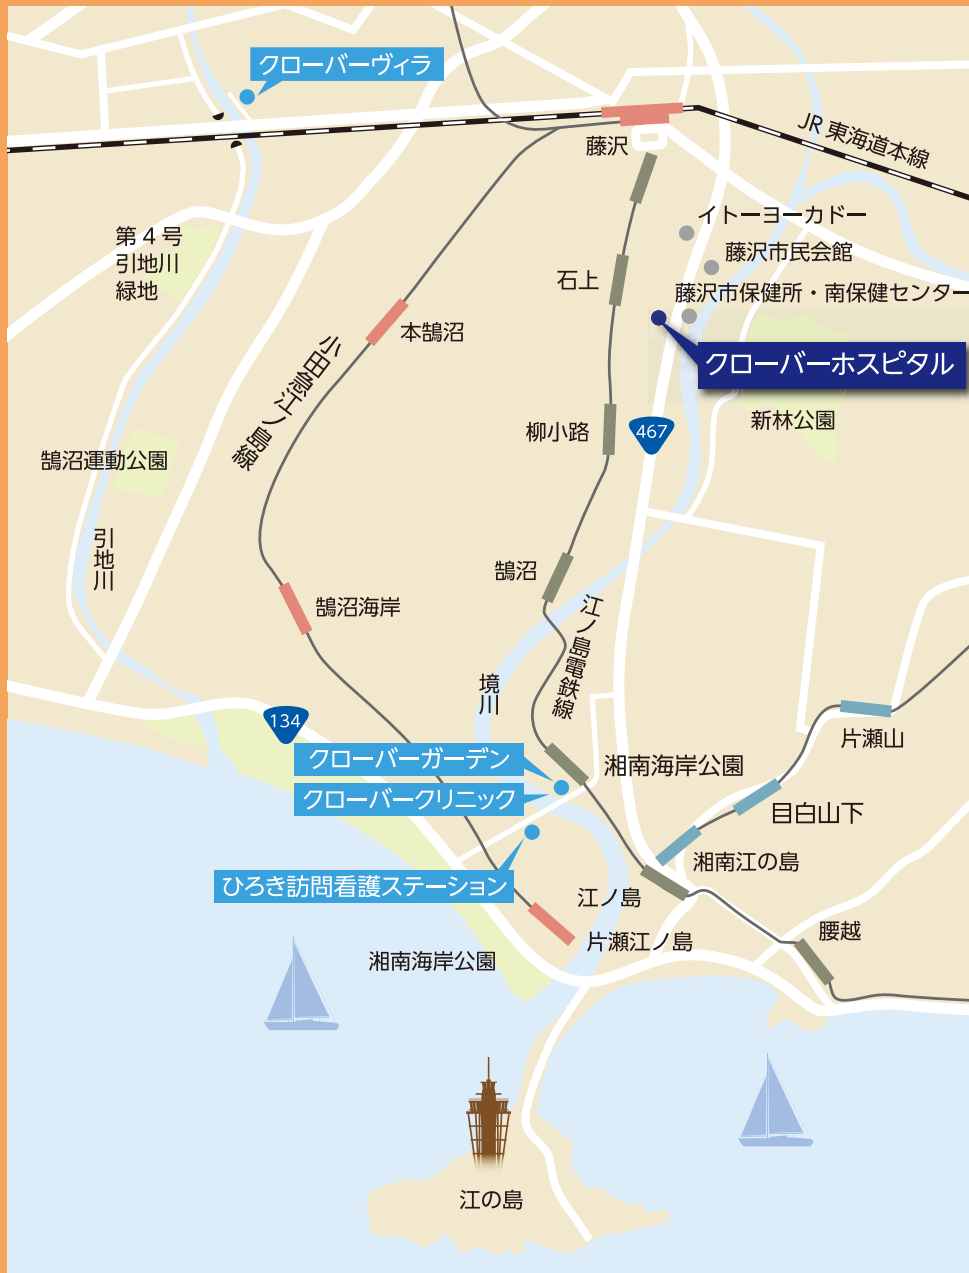 クローバーヴィラ
JR 東海道本線
藤沢
イトーヨーカドー
第4号
引地川
緑地
藤沢市民会館
石上
藤沢市保健所・南保健センター
本鵠沼
小田急江ノ島線
クローバーホスピタル
柳小路
467
新林公園
鵠沼運動公園
引地川
鵠沼
鵠沼海岸
江ノ島電鉄線
境川
134
片瀬山
クローバーガーデン
湘南海岸公園
クローバークリニック
目白山下
湘南江の島
ひろき訪問看護ステーション
江ノ島
腰越
片瀬江ノ島
湘南海岸公園
江の島